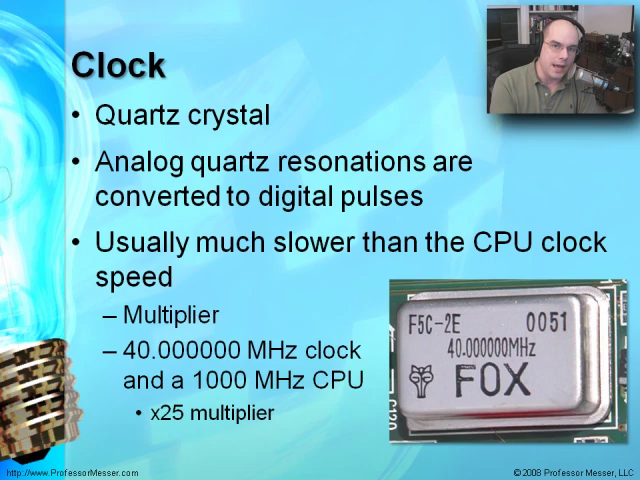 Clock
• Quartz crystal
• Analog quartz resonations are
converted to digital pulses
• Usually much slower than the CPU clock
speed
– Multiplier
– 40.000000 MHz clock
and a 1000 MHz CPU
• x25 multiplier
F5C-2E 0051
40.000000MHz
FOX
http://www.ProfessorMesser.com
© 2008 Professor Messer, LLC